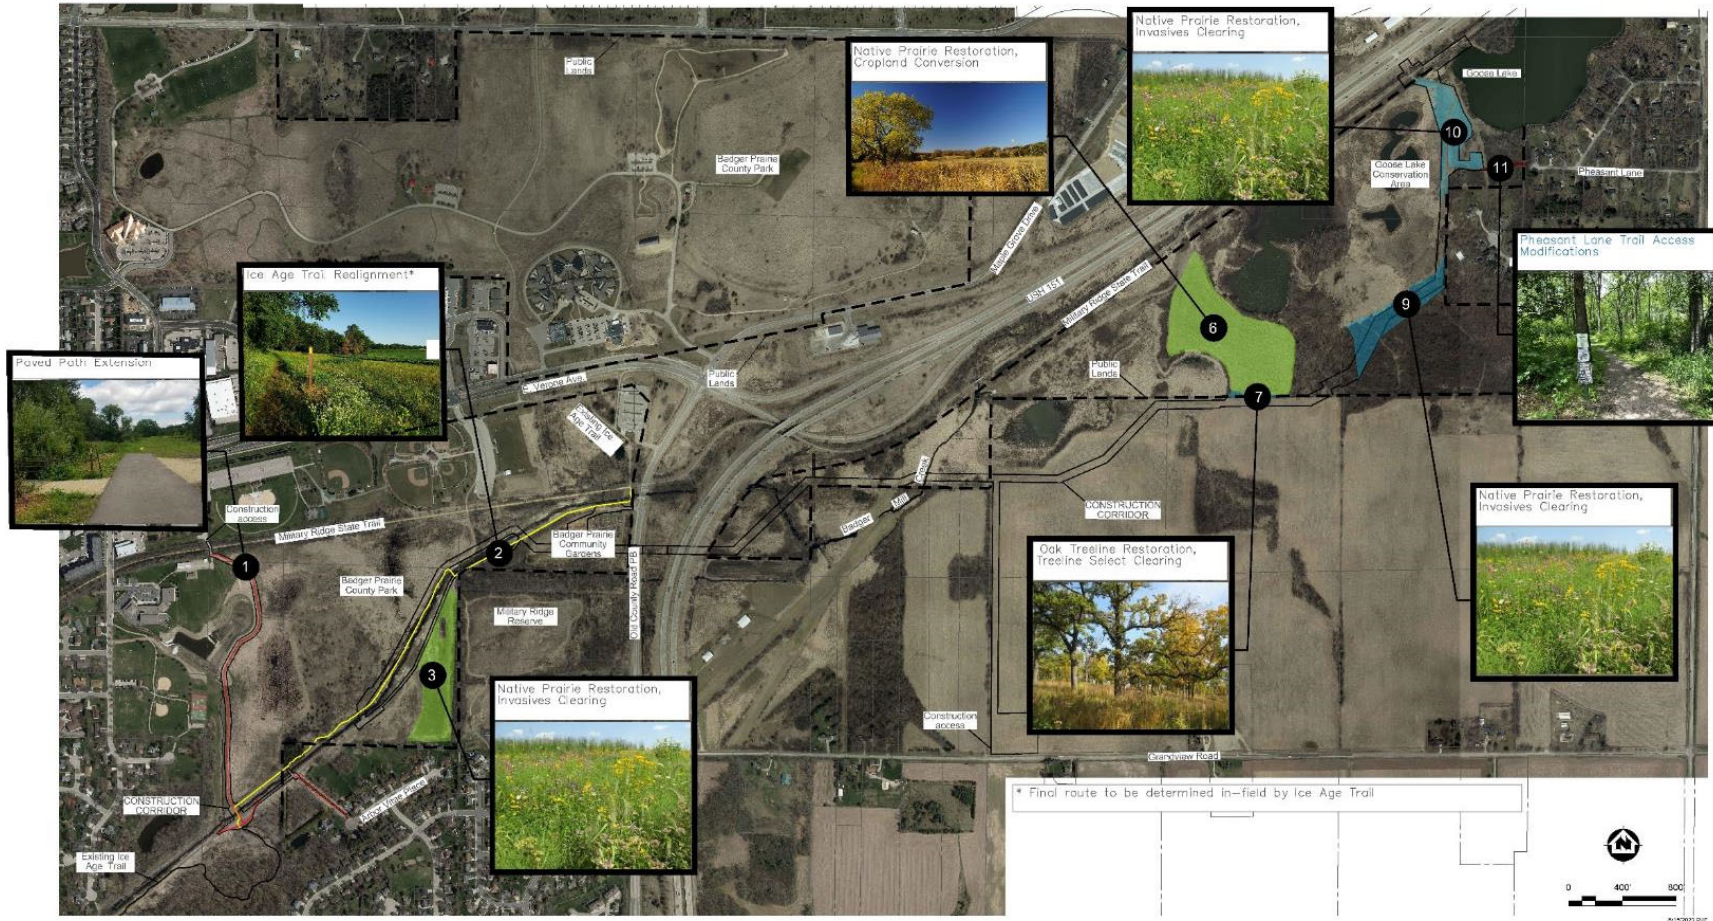 Native Prairie Restoration,
Invasives Clearing
Native Prairie Restoration,
Cropland Conversion
Public
Lands
Goose Lake
10
11
Goose Lake
Conservation
Area
Pheasant Lane
Badger Prairie
County Park
Maple Grove Drive
USH 151
Military Ridge State Trail
Pheasant Lane Trail Access
Modifications
Ice Age Trail Realignment*
6
9
Paved Path Extension
E. Verona Ave.
Public
Lands
Public
Lands
7
Existing Ice
Age Trail
Construction
access
Military Ridge State Trail
Badger Mill Creek
CONSTRUCTION
CORRIDOR
Native Prairie Restoration,
Invasives Clearing
1
2
Badger Prairie
Community
Gardens
Oak Treeline Restoration,
Treeline Select Clearing
Badger Prairie
County Park
Military Ridge
Reserve
Old County Road PB
3
Native Prairie Restoration,
Invasives Clearing
Construction
access
Grandview Road
CONSTRUCTION
CORRIDOR
Arbor Vitae Place
* Final route to be determined in-field by Ice Age Trail
Existing Ice
Age Trail
N
0 400' 800'